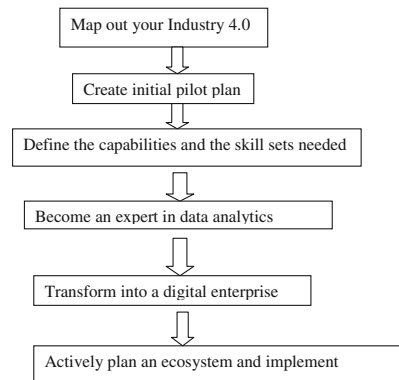 Map out your Industry 4.0
Create initial pilot plan
Define the capabilities and the skill sets needed
Become an expert in data analytics
Transform into a digital enterprise
Actively plan an ecosystem and implement